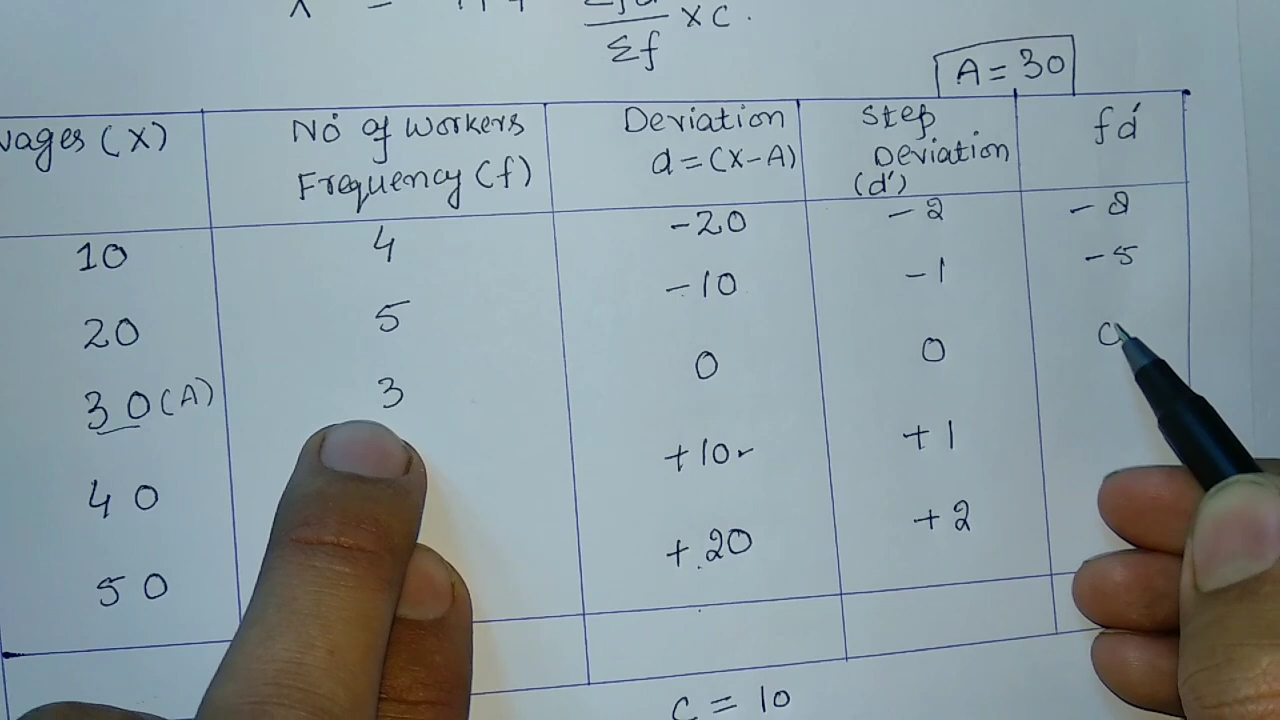 Σf × C.
A = 30
wages (X) No of workers Frequency (f) Deviation d = (X - A) Step Deviation (d′) fd′
10 4 -20 -2 -8
20 5 -10 -1 -5
30 (A) 3 0 0 0
40 +10 +1
50 +20 +2
C = 10